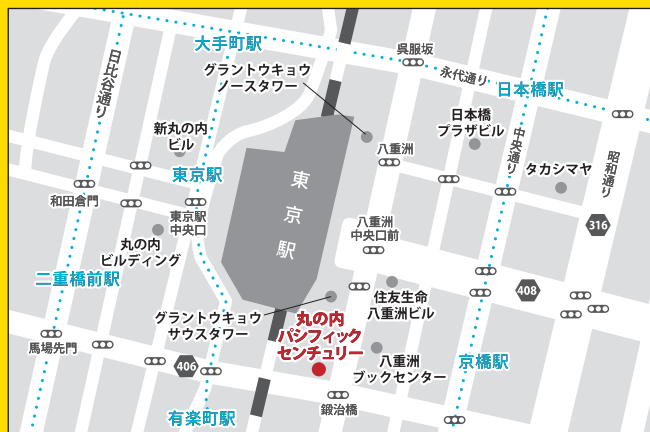 大手町駅
日比谷通り
グラントウキョウ
ノースタワー
呉服坂
永代通り
日本橋駅
新丸の内
ビル
日本橋
プラザビル
中央通り
昭和通り
八重洲
タカシマヤ
東京駅
和田倉門
東京駅
中央口
東京駅
八重洲
中央口前
316
丸の内
ビルディング
二重橋前駅
住友生命
八重洲ビル
408
グラントウキョウ
サウスタワー
丸の内
パシフィック
センチュリー
馬場先門
406
八重洲
ブックセンター
京橋駅
有楽町駅
鍛治橋